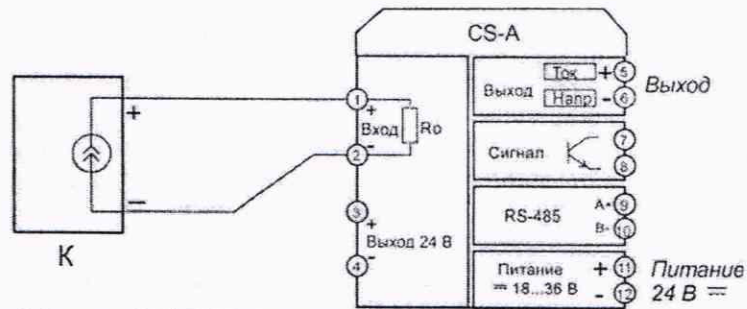 CS-A
К
+
-
1
+
Вход
Ro
-
2
3
+
Выход 24 В
4
-
Выход
Ток
+
5
Напр
-
6
Выход
Сигнал
7
8
RS-485
A+
9
B-
10
Питание
⎓ 18...36 В
+
11
-
12
Питание
24 В ⎓